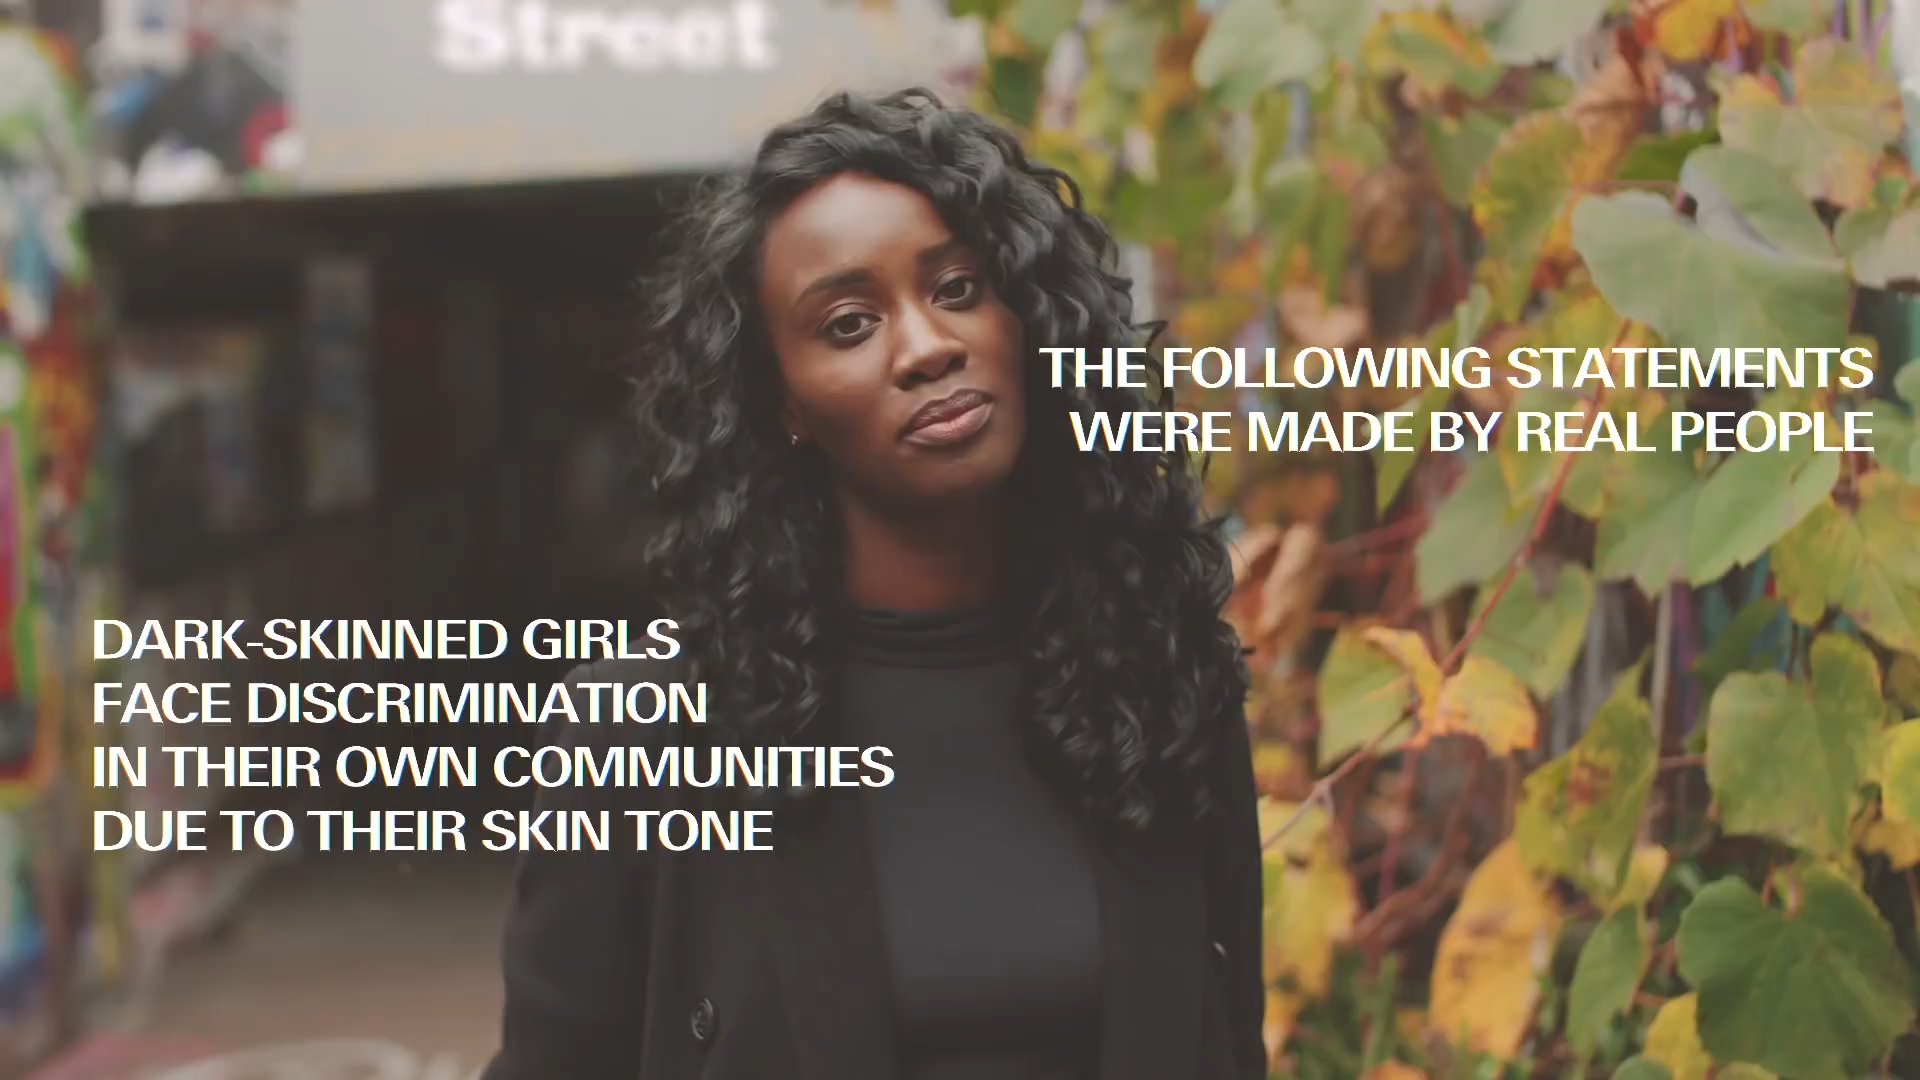 Street
THE FOLLOWING STATEMENTS
WERE MADE BY REAL PEOPLE
DARK-SKINNED GIRLS
FACE DISCRIMINATION
IN THEIR OWN COMMUNITIES
DUE TO THEIR SKIN TONE